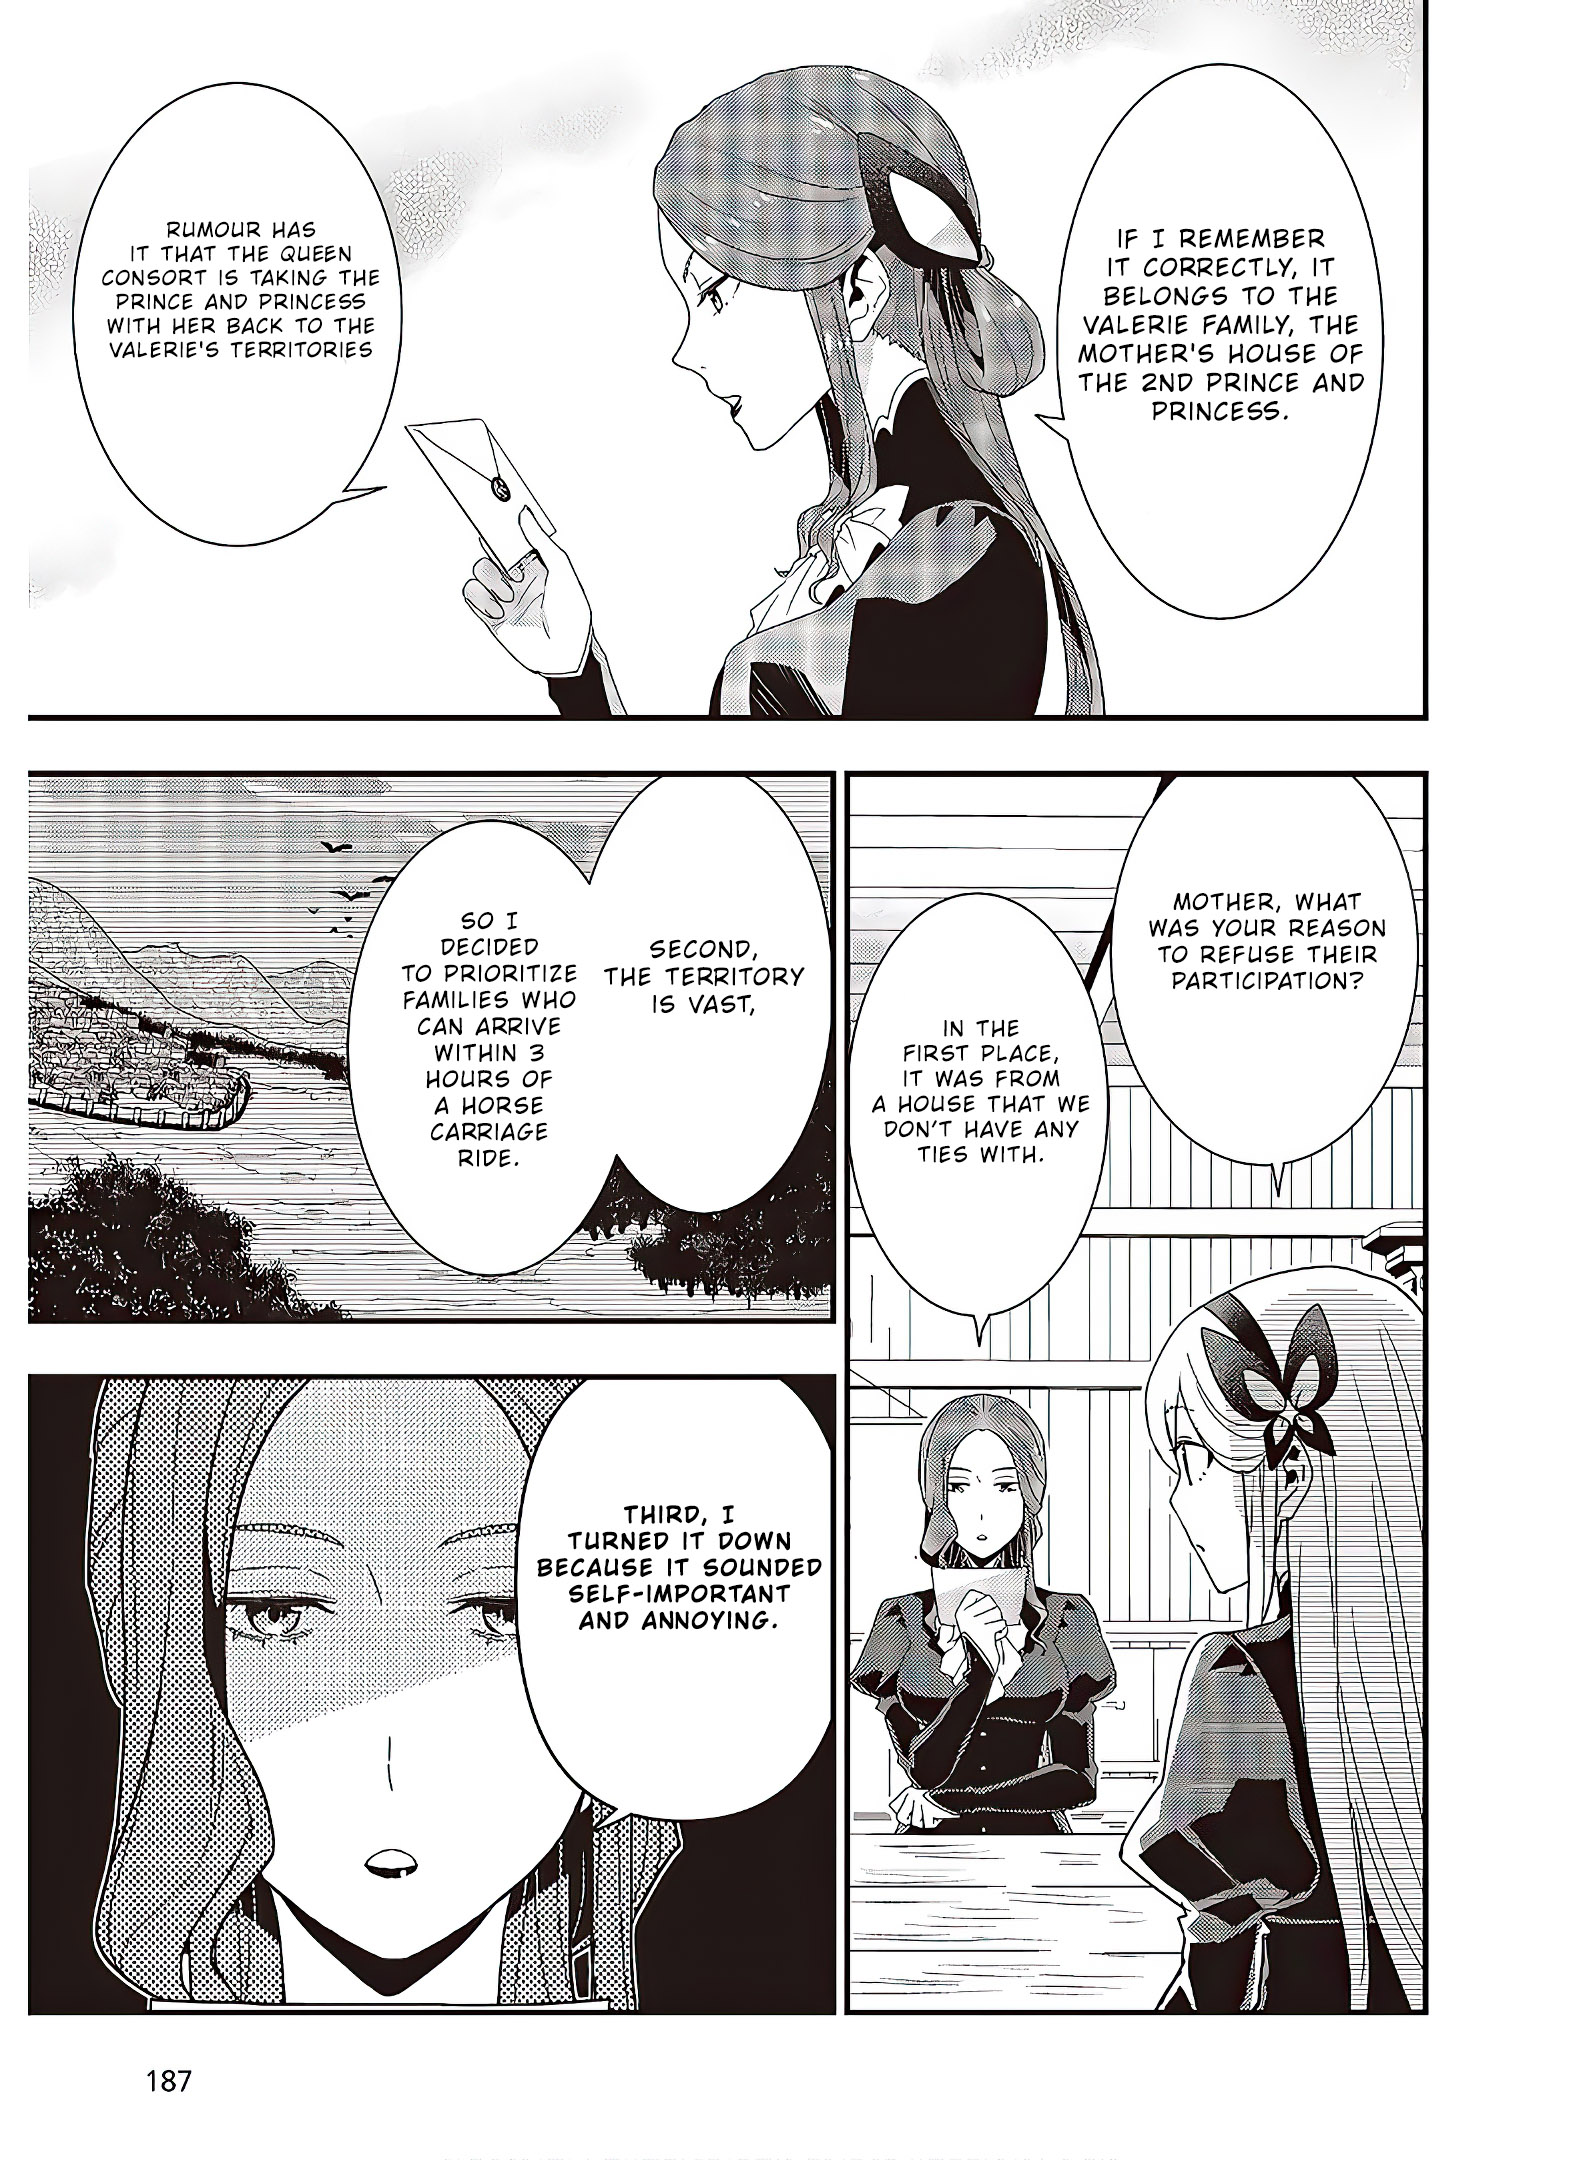 IF I REMEMBER
IT CORRECTLY, IT
BELONGS TO THE
VALERIE FAMILY, THE
MOTHER'S HOUSE OF
THE 2ND PRINCE AND
PRINCESS.
RUMOUR HAS
IT THAT THE QUEEN
CONSORT IS TAKING THE
PRINCE AND PRINCESS
WITH HER BACK TO THE
VALERIE'S TERRITORIES
MOTHER, WHAT
WAS YOUR REASON
TO REFUSE THEIR
PARTICIPATION?
IN THE
FIRST PLACE,
IT WAS FROM
A HOUSE THAT WE
DON'T HAVE ANY
TIES WITH.
SECOND,
THE TERRITORY
IS VAST,
SO I
DECIDED
TO PRIORITIZE
FAMILIES WHO
CAN ARRIVE
WITHIN 3
HOURS OF
A HORSE
CARRIAGE
RIDE.
THIRD, I
TURNED IT DOWN
BECAUSE IT SOUNDED
SELF-IMPORTANT
AND ANNOYING.
187